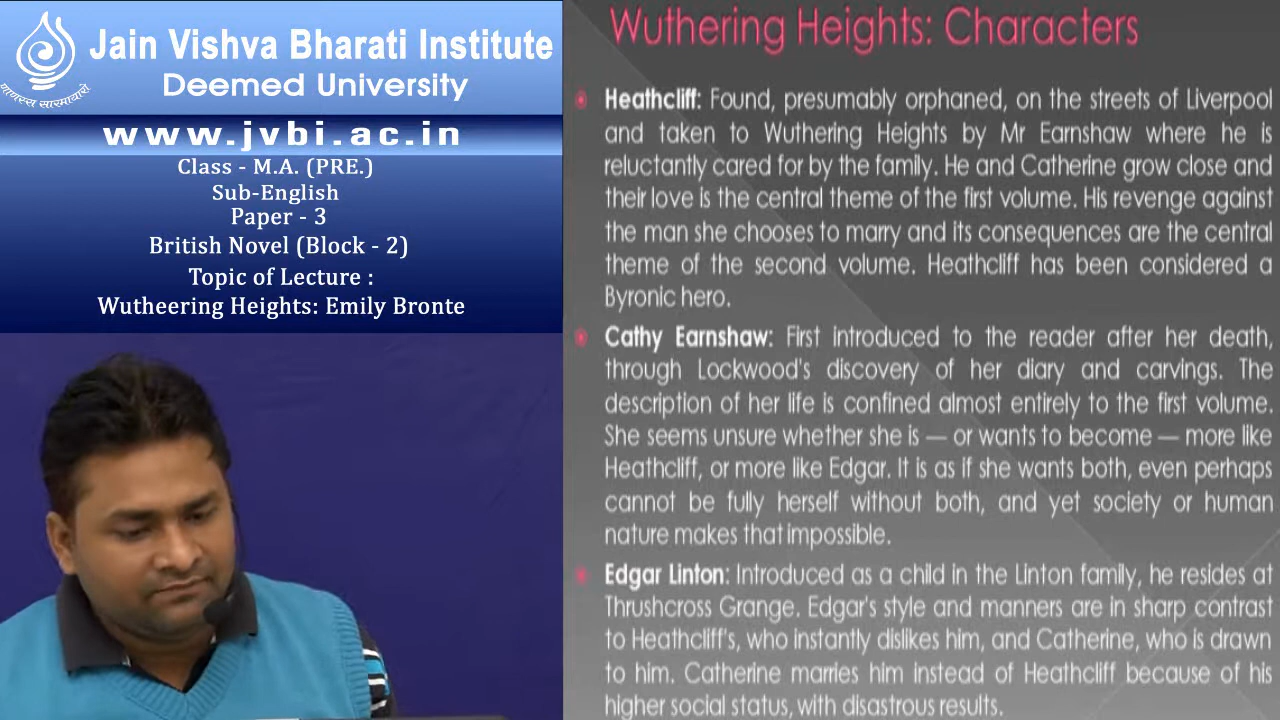 Jain Vishva Bharati Institute
Deemed University
णाणस्स सारमायारो
www.jvbi.ac.in
Class - M.A. (PRE.)
Sub-English
Paper - 3
British Novel (Block - 2)
Topic of Lecture :
Wutheering Heights: Emily Bronte
Wuthering Heights: Characters
Heathcliff: Found, presumably orphaned, on the streets of Liverpool
and taken to Wuthering Heights by Mr Earnshaw where he is
reluctantly cared for by the family. He and Catherine grow close and
their love is the central theme of the first volume. His revenge against
the man she chooses to marry and its consequences are the central
theme of the second volume. Heathcliff has been considered a
Byronic hero.
Cathy Earnshaw: First introduced to the reader after her death,
through Lockwood's discovery of her diary and carvings. The
description of her life is confined almost entirely to the first volume.
She seems unsure whether she is — or wants to become — more like
Heathcliff, or more like Edgar. It is as if she wants both, even perhaps
cannot be fully herself without both, and yet society or human
nature makes that impossible.
Edgar Linton: Introduced as a child in the Linton family, he resides at
Thrushcross Grange. Edgar's style and manners are in sharp contrast
to Heathcliff's, who instantly dislikes him, and Catherine, who is drawn
to him. Catherine marries him instead of Heathcliff because of his
higher social status, with disastrous results.